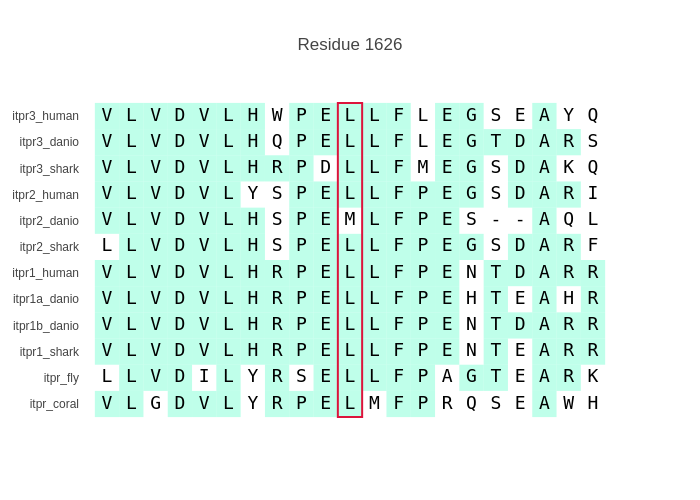 Residue 1626
itpr3_human V L V D V L H W P E L L F L E G S E A Y Q
itpr3_danio V L V D V L H Q P E L L F L E G T D A R S
itpr3_shark V L V D V L H R P D L L F M E G S D A K Q
itpr2_human V L V D V L Y S P E L L F P E G S D A R I
itpr2_danio V L V D V L H S P E M L F P E S - - A Q L
itpr2_shark L L V D V L H S P E L L F P E G S D A R F
itpr1_human V L V D V L H R P E L L F P E N T D A R R
itpr1a_danio V L V D V L H R P E L L F P E H T E A H R
itpr1b_danio V L V D V L H R P E L L F P E N T D A R R
itpr1_shark V L V D V L H R P E L L F P E N T E A R R
itpr_fly L L V D I L Y R S E L L F P A G T E A R K
itpr_coral V L G D V L Y R P E L M F P R Q S E A W H